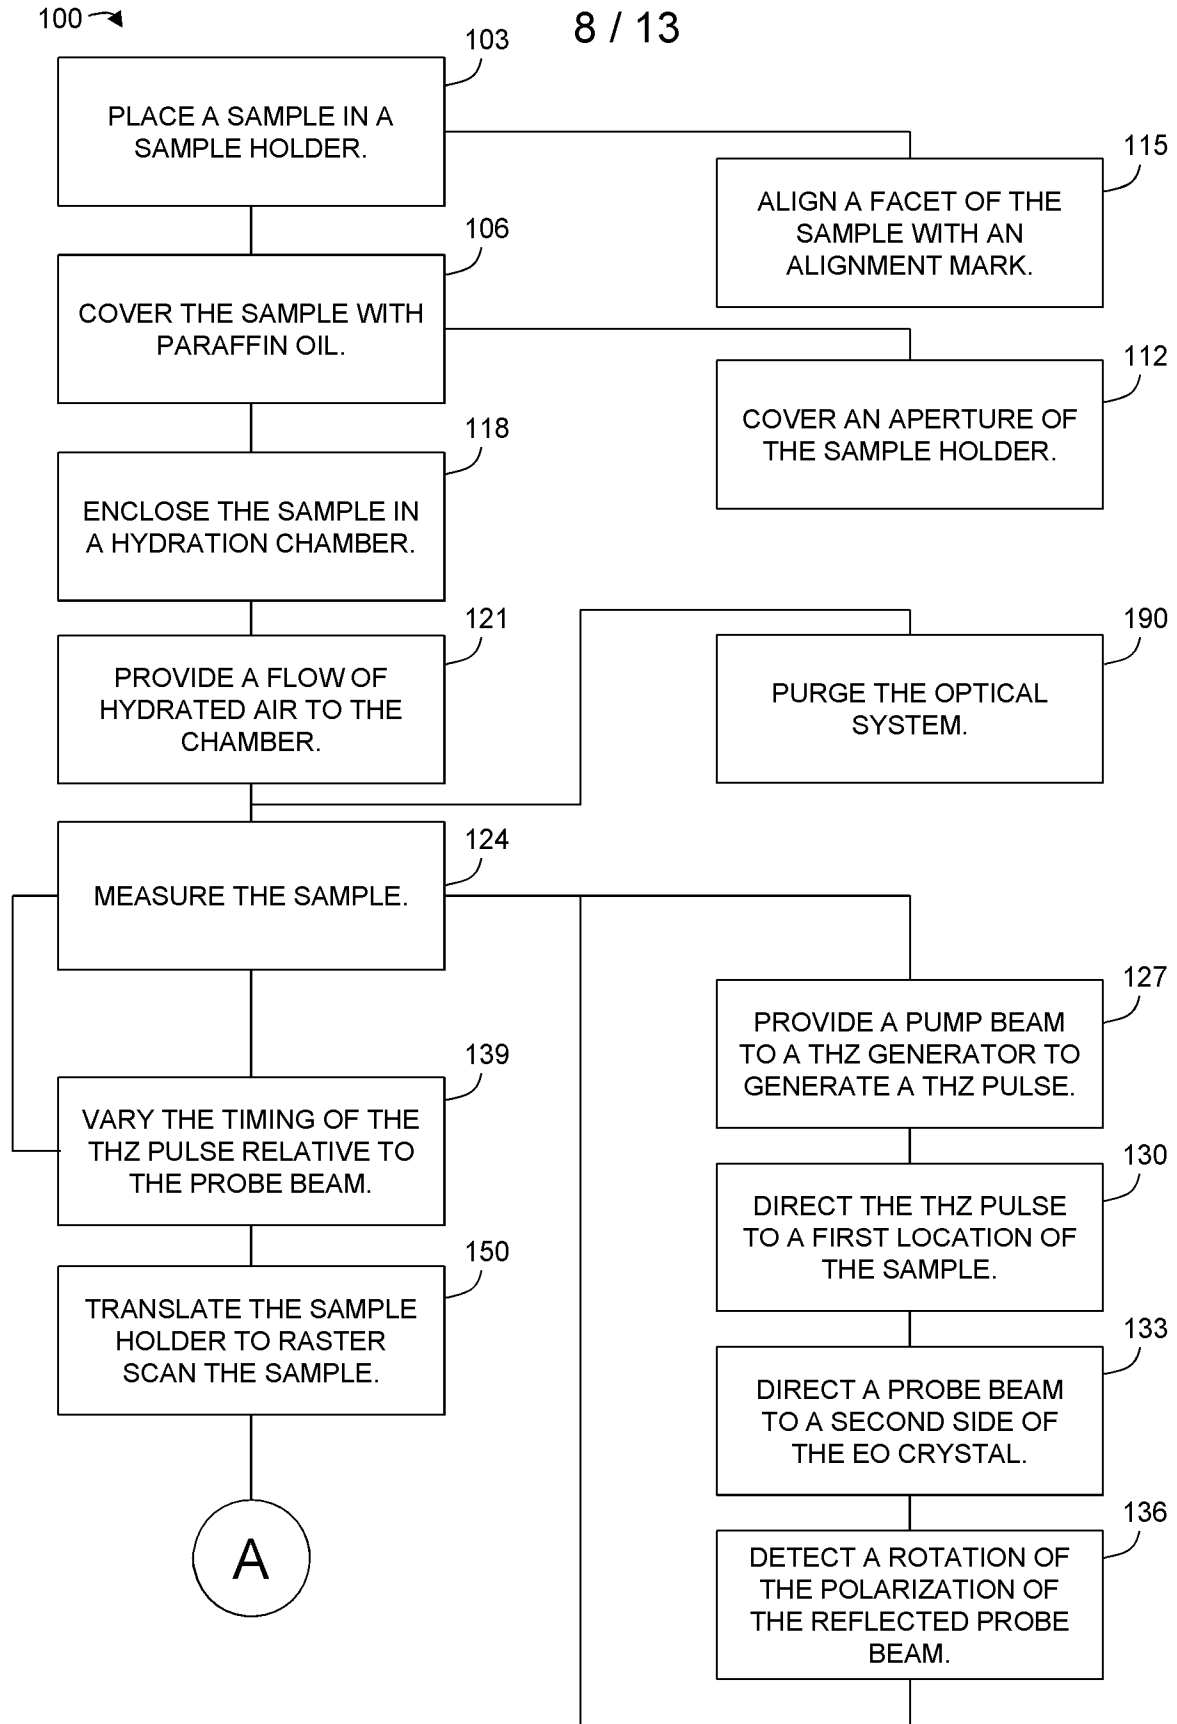 100
8 / 13
103
PLACE A SAMPLE IN A
SAMPLE HOLDER.
115
ALIGN A FACET OF THE
SAMPLE WITH AN
ALIGNMENT MARK.
106
COVER THE SAMPLE WITH
PARAFFIN OIL.
112
COVER AN APERTURE OF
THE SAMPLE HOLDER.
118
ENCLOSE THE SAMPLE IN
A HYDRATION CHAMBER.
121
PROVIDE A FLOW OF
HYDRATED AIR TO THE
CHAMBER.
190
PURGE THE OPTICAL
SYSTEM.
124
MEASURE THE SAMPLE.
127
PROVIDE A PUMP BEAM
TO A THZ GENERATOR TO
GENERATE A THZ PULSE.
139
VARY THE TIMING OF THE
THZ PULSE RELATIVE TO
THE PROBE BEAM.
130
DIRECT THE THZ PULSE
TO A FIRST LOCATION OF
THE SAMPLE.
150
TRANSLATE THE SAMPLE
HOLDER TO RASTER
SCAN THE SAMPLE.
133
DIRECT A PROBE BEAM
TO A SECOND SIDE OF
THE EO CRYSTAL.
136
DETECT A ROTATION OF
THE POLARIZATION OF
THE REFLECTED PROBE
BEAM.
A